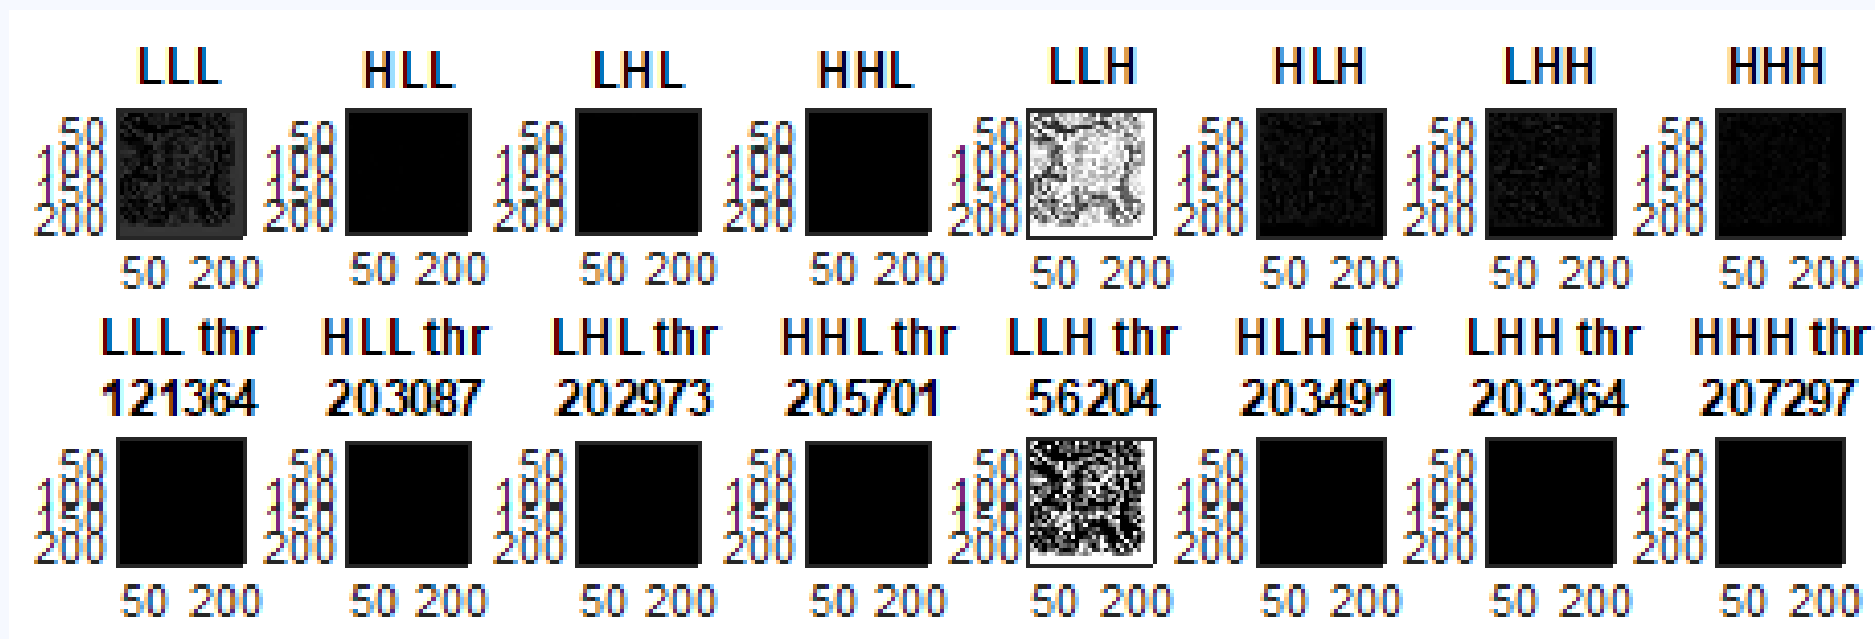 LLL HLL LHL HHL LLH HLH LHH HHH
50 50 50 50 50 50 50 50
100 100 100 100 100 100 100 100
150 150 150 150 150 150 150 150
200 200 200 200 200 200 200 200
50 200 50 200 50 200 50 200 50 200 50 200 50 200 50 200
LLL thr HLL thr LHL thr HHL thr LLH thr HLH thr LHH thr HHH thr
121364 203087 202973 205701 56204 203491 203264 207297
50 50 50 50 50 50 50 50
100 100 100 100 100 100 100 100
150 150 150 150 150 150 150 150
200 200 200 200 200 200 200 200
50 200 50 200 50 200 50 200 50 200 50 200 50 200 50 200